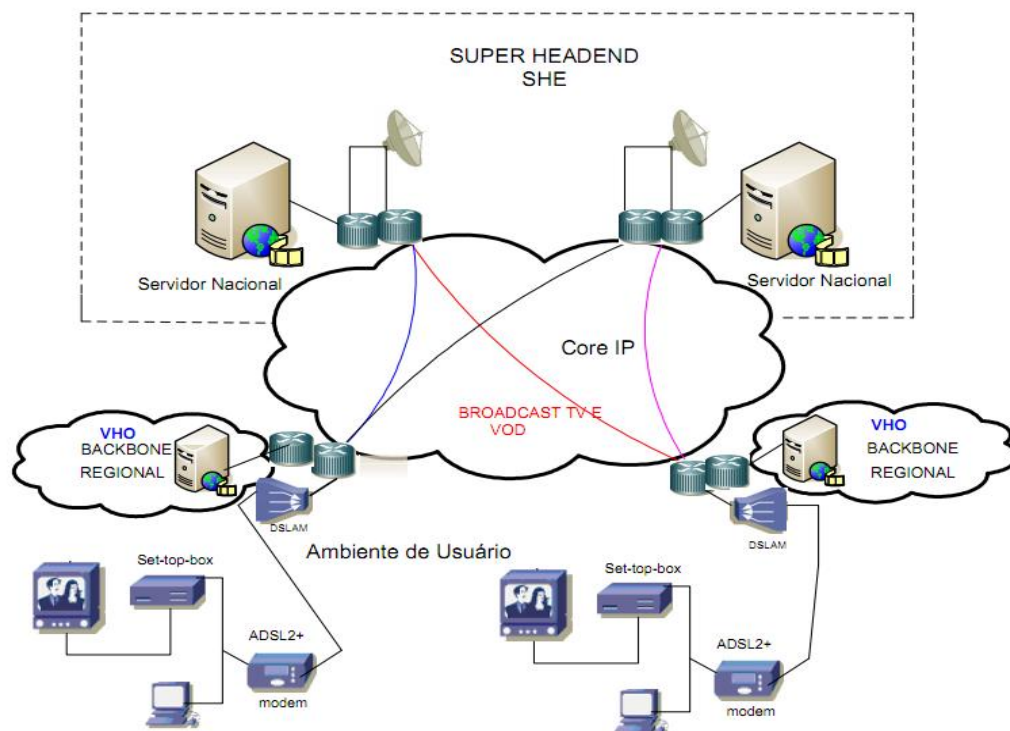 SUPER HEADEND
SHE
Servidor Nacional
Servidor Nacional
Core IP
BROADCAST TV E
VOD
VHO
BACKBONE
REGIONAL
VHO
BACKBONE
REGIONAL
DSLAM
DSLAM
Ambiente de Usuário
Set-top-box
Set-top-box
ADSL2+
ADSL2+
modem
modem